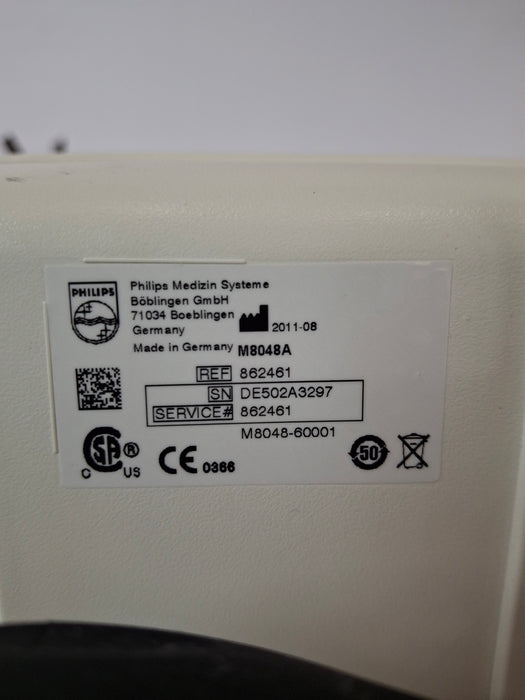 PHILIPS
Philips Medizin Systeme
Böblingen GmbH
71034 Boeblingen
Germany
2011-08
Made in Germany M8048A
REF 862461
SN DE502A3297
SERVICE# 862461
M8048-60001
CSA ®
C US
CE 0366
50